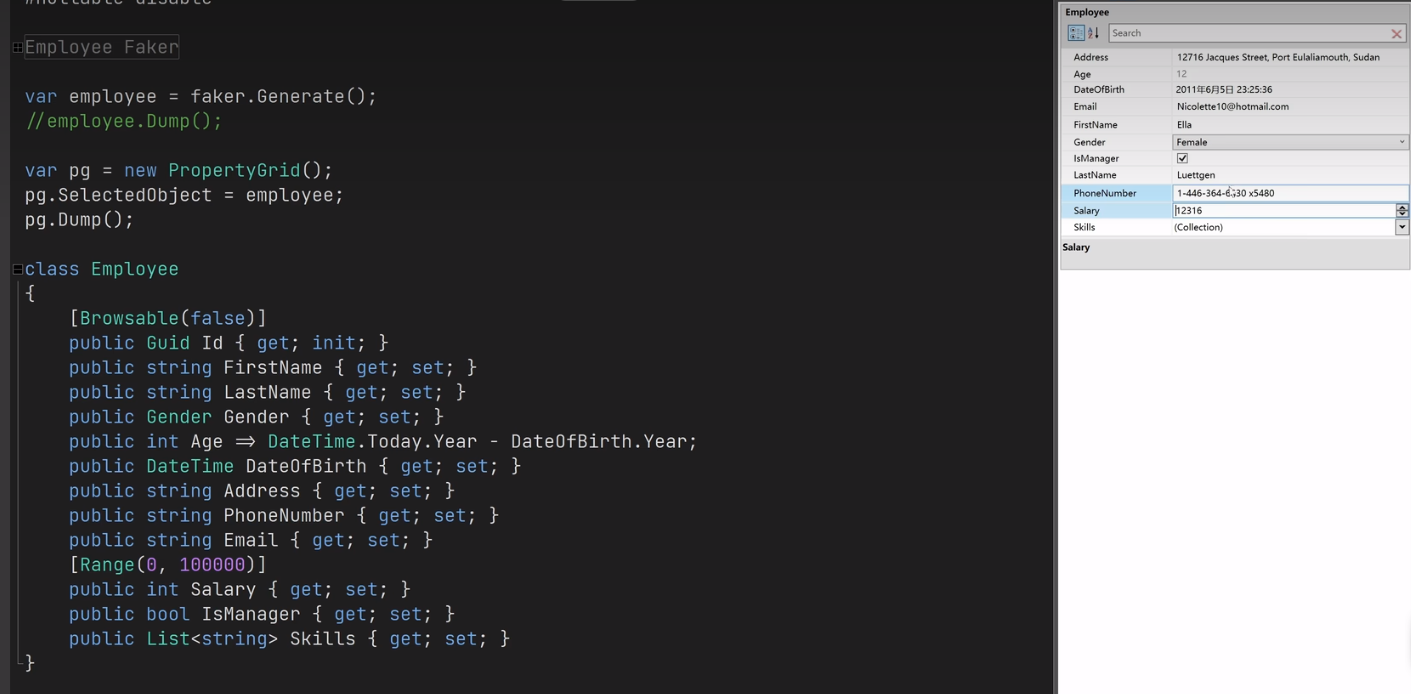 #nullable disable
Employee Faker
var employee = faker.Generate();
//employee.Dump();
var pg = new PropertyGrid();
pg.SelectedObject = employee;
pg.Dump();
class Employee
{
[Browsable(false)]
public Guid Id { get; init; }
public string FirstName { get; set; }
public string LastName { get; set; }
public Gender Gender { get; set; }
public int Age => DateTime.Today.Year - DateOfBirth.Year;
public DateTime DateOfBirth { get; set; }
public string Address { get; set; }
public string PhoneNumber { get; set; }
public string Email { get; set; }
[Range(0, 100000)]
public int Salary { get; set; }
public bool IsManager { get; set; }
public List<string> Skills { get; set; }
}
Employee
Search
Address 12716 Jacques Street, Port Eulaliamouth, Sudan
Age 12
DateOfBirth 2011年6月5日 23:25:36
Email Nicolette10@hotmail.com
FirstName Ella
Gender Female
IsManager
LastName Luettgen
PhoneNumber x5480
Salary 12316
Skills (Collection)
Salary